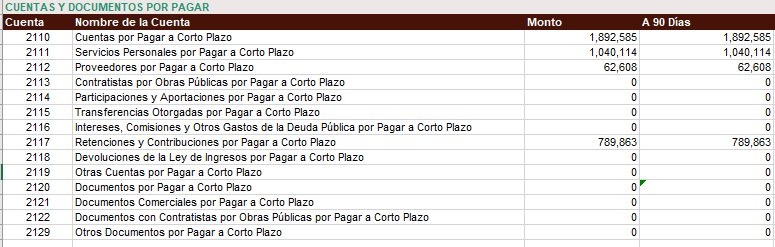 CUENTAS Y DOCUMENTOS POR PAGAR
Cuenta Nombre de la Cuenta Monto A 90 Días
2110 Cuentas por Pagar a Corto Plazo 1,892,585 1,892,585
2111 Servicios Personales por Pagar a Corto Plazo 1,040,114 1,040,114
2112 Proveedores por Pagar a Corto Plazo 62,608 62,608
2113 Contratistas por Obras Públicas por Pagar a Corto Plazo 0 0
2114 Participaciones y Aportaciones por Pagar a Corto Plazo 0 0
2115 Transferencias Otorgadas por Pagar a Corto Plazo 0 0
2116 Intereses, Comisiones y Otros Gastos de la Deuda Pública por Pagar a Corto Plazo 0 0
2117 Retenciones y Contribuciones por Pagar a Corto Plazo 789,863 789,863
2118 Devoluciones de la Ley de Ingresos por Pagar a Corto Plazo 0 0
2119 Otras Cuentas por Pagar a Corto Plazo 0 0
2120 Documentos por Pagar a Corto Plazo 0 0
2121 Documentos Comerciales por Pagar a Corto Plazo 0 0
2122 Documentos con Contratistas por Obras Públicas por Pagar a Corto Plazo 0 0
2129 Otros Documentos por Pagar a Corto Plazo 0 0